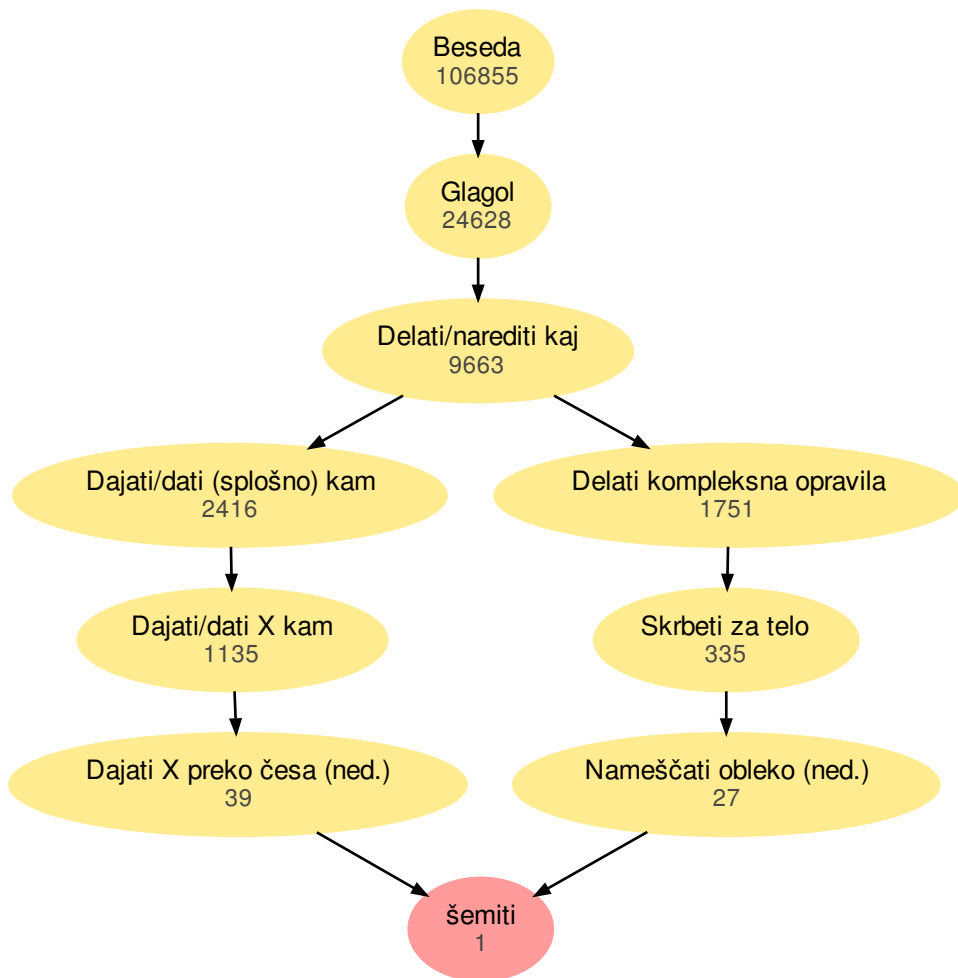 Beseda
106855
Glagol
24628
Delati/narediti kaj
9663
Dajati/dati (splošno) kam
2416
Delati kompleksna opravila
1751
Dajati/dati X kam
1135
Skrbeti za telo
335
Dajati X preko česa (ned.)
39
Nameščati obleko (ned.)
27
šemiti
1